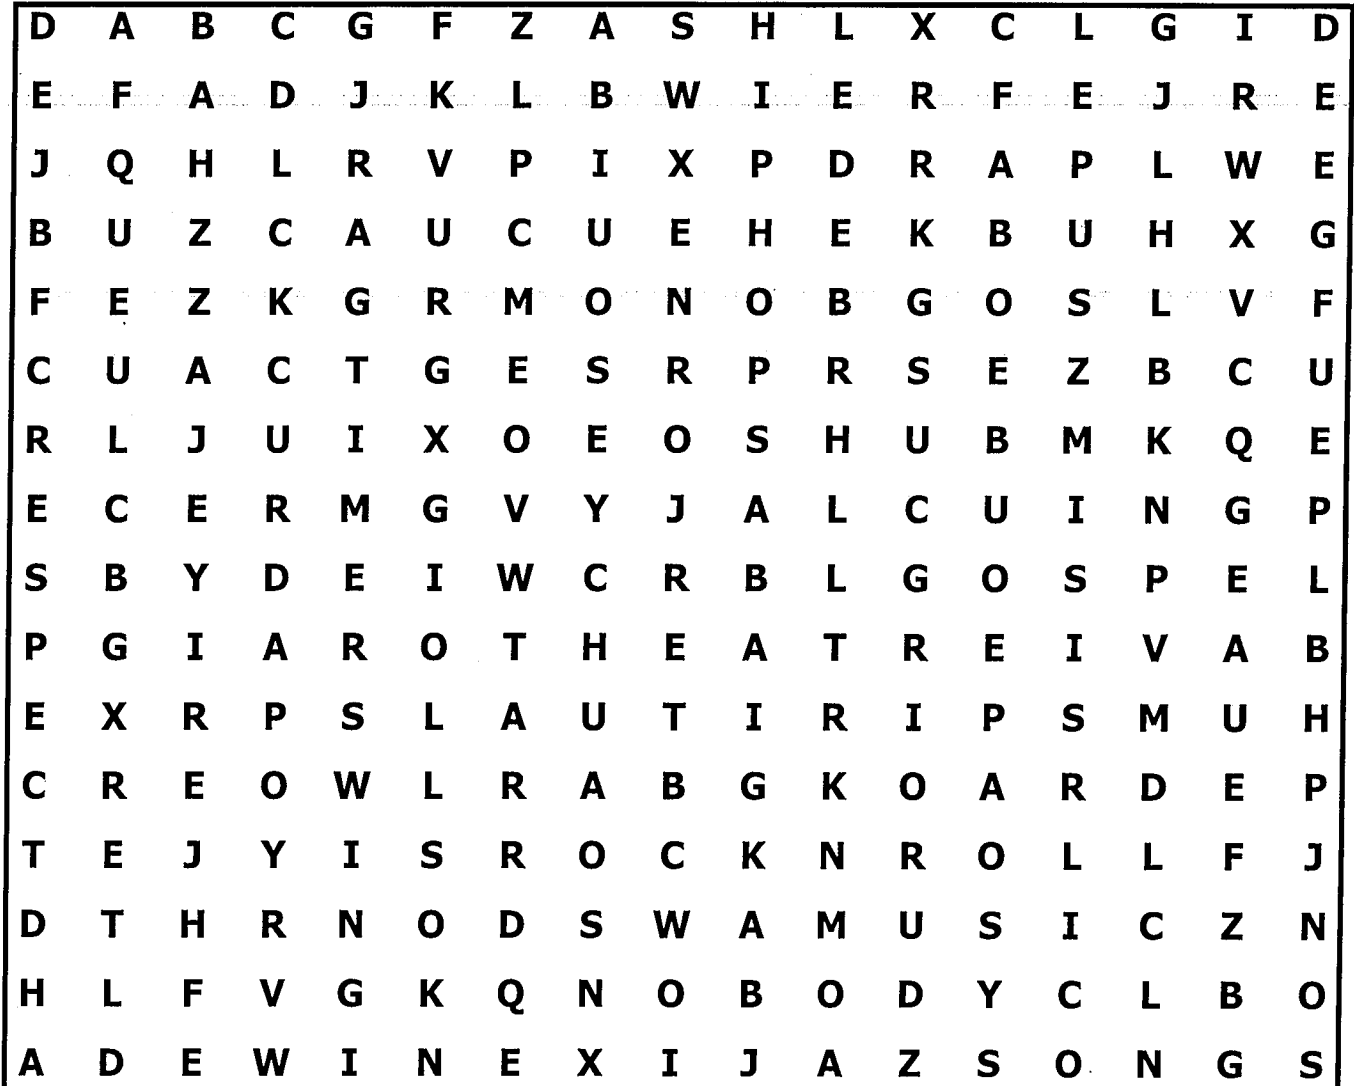 D A B C G F Z A S H L X C L G I D
E F A D J K L B W I E R F E J R E
J Q H L R V P I X P D R A P L W E
B U Z C A U C U E H E K B U H X G
F E Z K G R M O N O B G O S L V F
C U A C T G E S R P R S E Z B C U
R L J U I X O E O S H U B M K Q E
E C E R M G V Y J A L C U I N G P
S B Y D E I W C R B L G O S P E L
P G I A R O T H E A T R E I V A B
E X R P S L A U T I R I P S M U H
C R E O W L R A B G K O A R D E P
T E J Y I S R O C K N R O L L F J
D T H R N O D S W A M U S I C Z N
H L F V G K Q N O B O D Y C L B O
A D E W I N E X I J A Z S O N G S